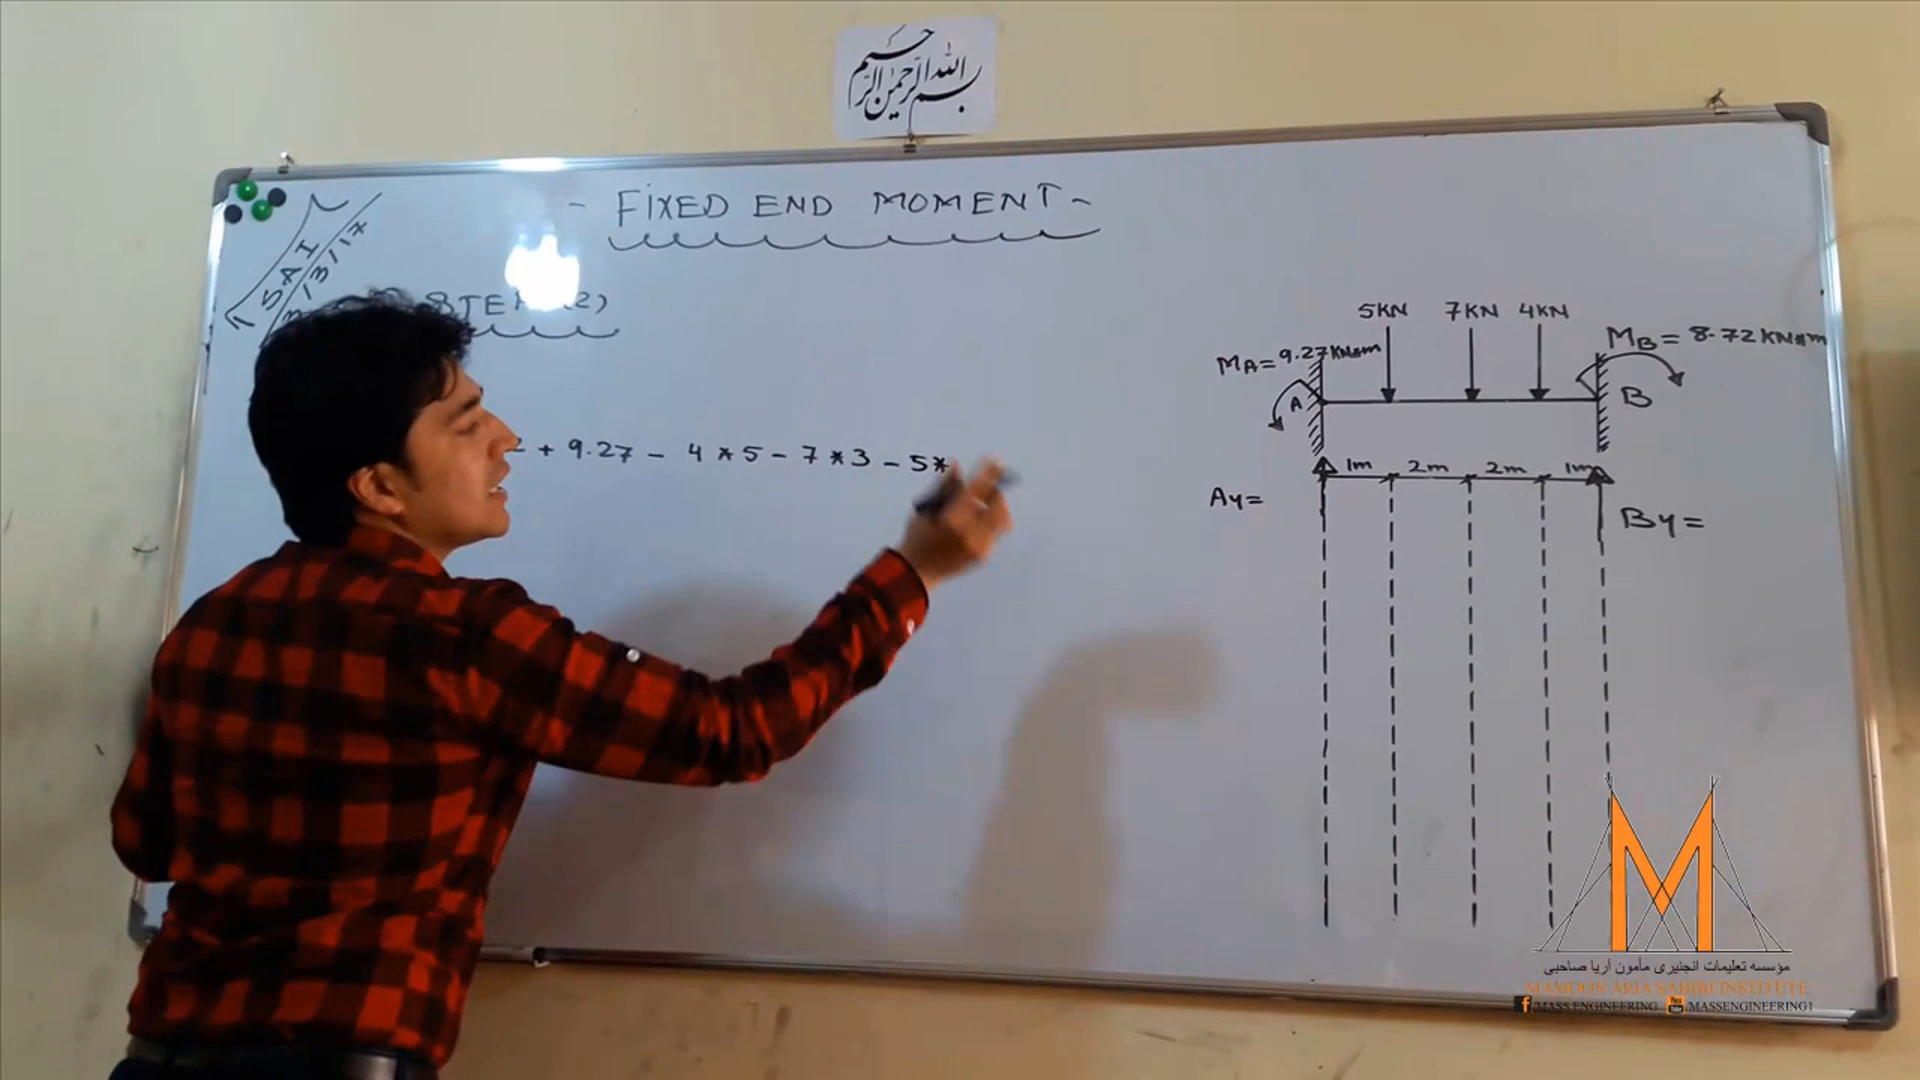 بسم الله الرحمن الرحیم
- FIXED END MOMENT -
SAI
STEP (2)
+ 9.27 - 4 * 5 - 7 * 3 - 5 *
5KN 7KN 4KN
MA = 9.27 KN*m
MB = 8.72 KN*m
A B
1m 2m 2m 1m
Ay =
By =
موسسه تعلیمات انجنیری مأمون آریا صاحبی
MAMOON ARIA SAHIBI INSTITUTE
MASS ENGINEERING MASSENGINEERING1